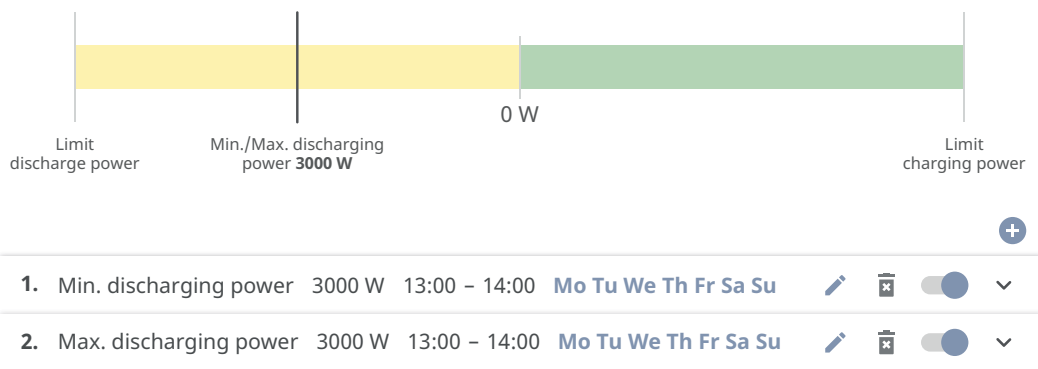 0 W
Limit
discharge power
Min./Max. discharging
power 3000 W
Limit
charging power
1. Min. discharging power 3000 W 13:00 – 14:00 Mo Tu We Th Fr Sa Su
2. Max. discharging power 3000 W 13:00 – 14:00 Mo Tu We Th Fr Sa Su